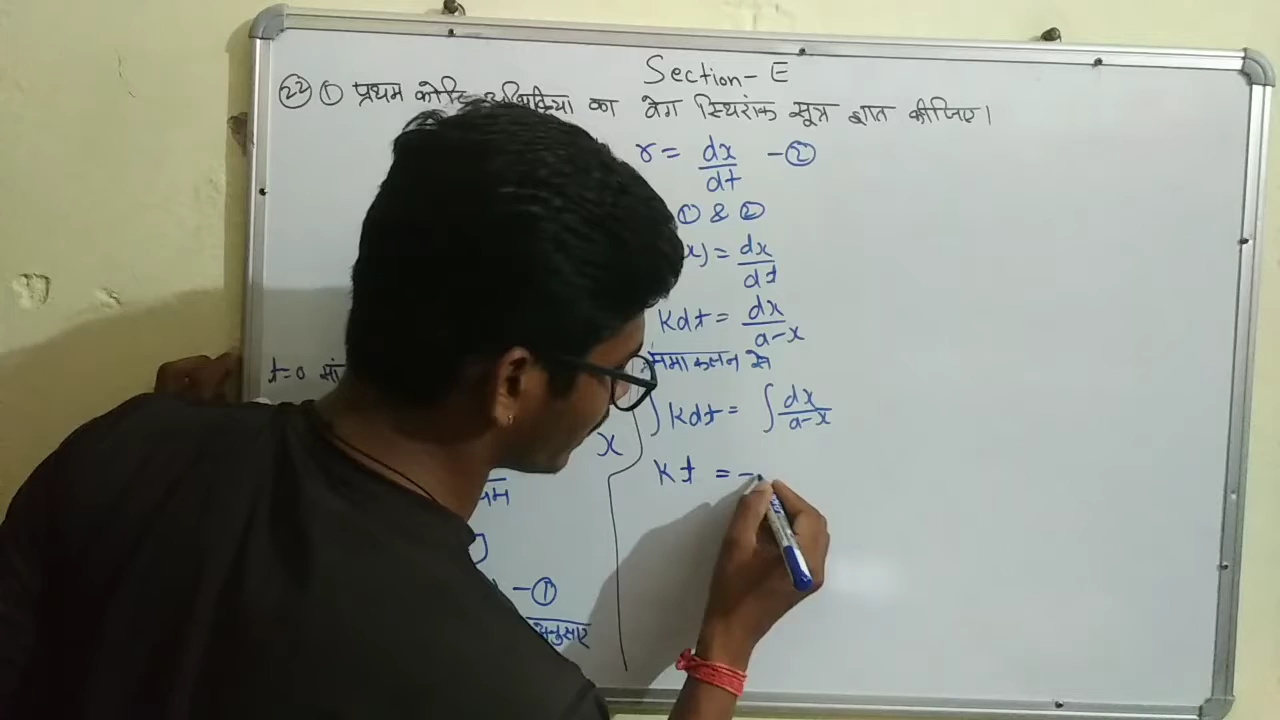 Section-E
(22) ① प्रथम कोटि का वेग स्थिरांक सूत्र ज्ञात कीजिए।
t=0
x
-①
अनुसार
r = dx/dt -②
① & ②
x) = dx/dt
Kdt = dx/a-x
समाकलन से
∫Kdt = ∫dx/a-x
Kt = -